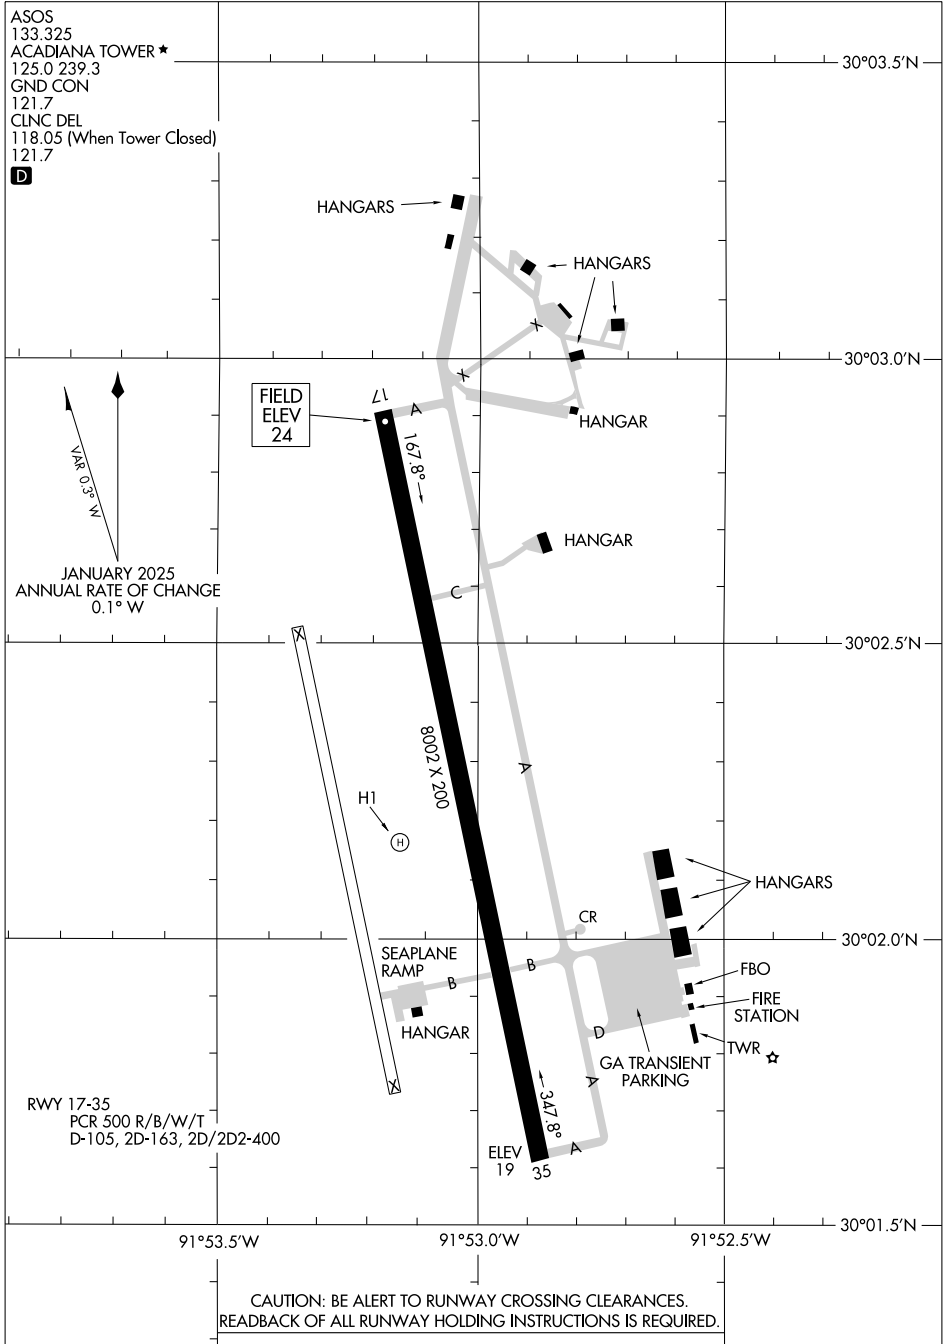 ASOS
133.325
ACADIANA TOWER ★
125.0 239.3
GND CON
121.7
CLNC DEL
118.05 (When Tower Closed)
121.7
D
30°03.5'N
HANGARS
HANGARS
X
30°03.0'N
X
17
A
FIELD
ELEV
24
HANGAR
167.8°
VAR 0.3° W
HANGAR
JANUARY 2025
ANNUAL RATE OF CHANGE
0.1° W
C
X
30°02.5'N
8002 X 200
A
H1
H
HANGARS
CR
30°02.0'N
SEAPLANE
RAMP
B
B
FBO
FIRE
STATION
HANGAR
D
TWR
GA TRANSIENT
PARKING
A
X
347.8°
RWY 17-35
PCR 500 R/B/W/T
D-105, 2D-163, 2D/2D2-400
ELEV
19
35
A
30°01.5'N
91°53.5'W
91°53.0'W
91°52.5'W
CAUTION: BE ALERT TO RUNWAY CROSSING CLEARANCES.
READBACK OF ALL RUNWAY HOLDING INSTRUCTIONS IS REQUIRED.